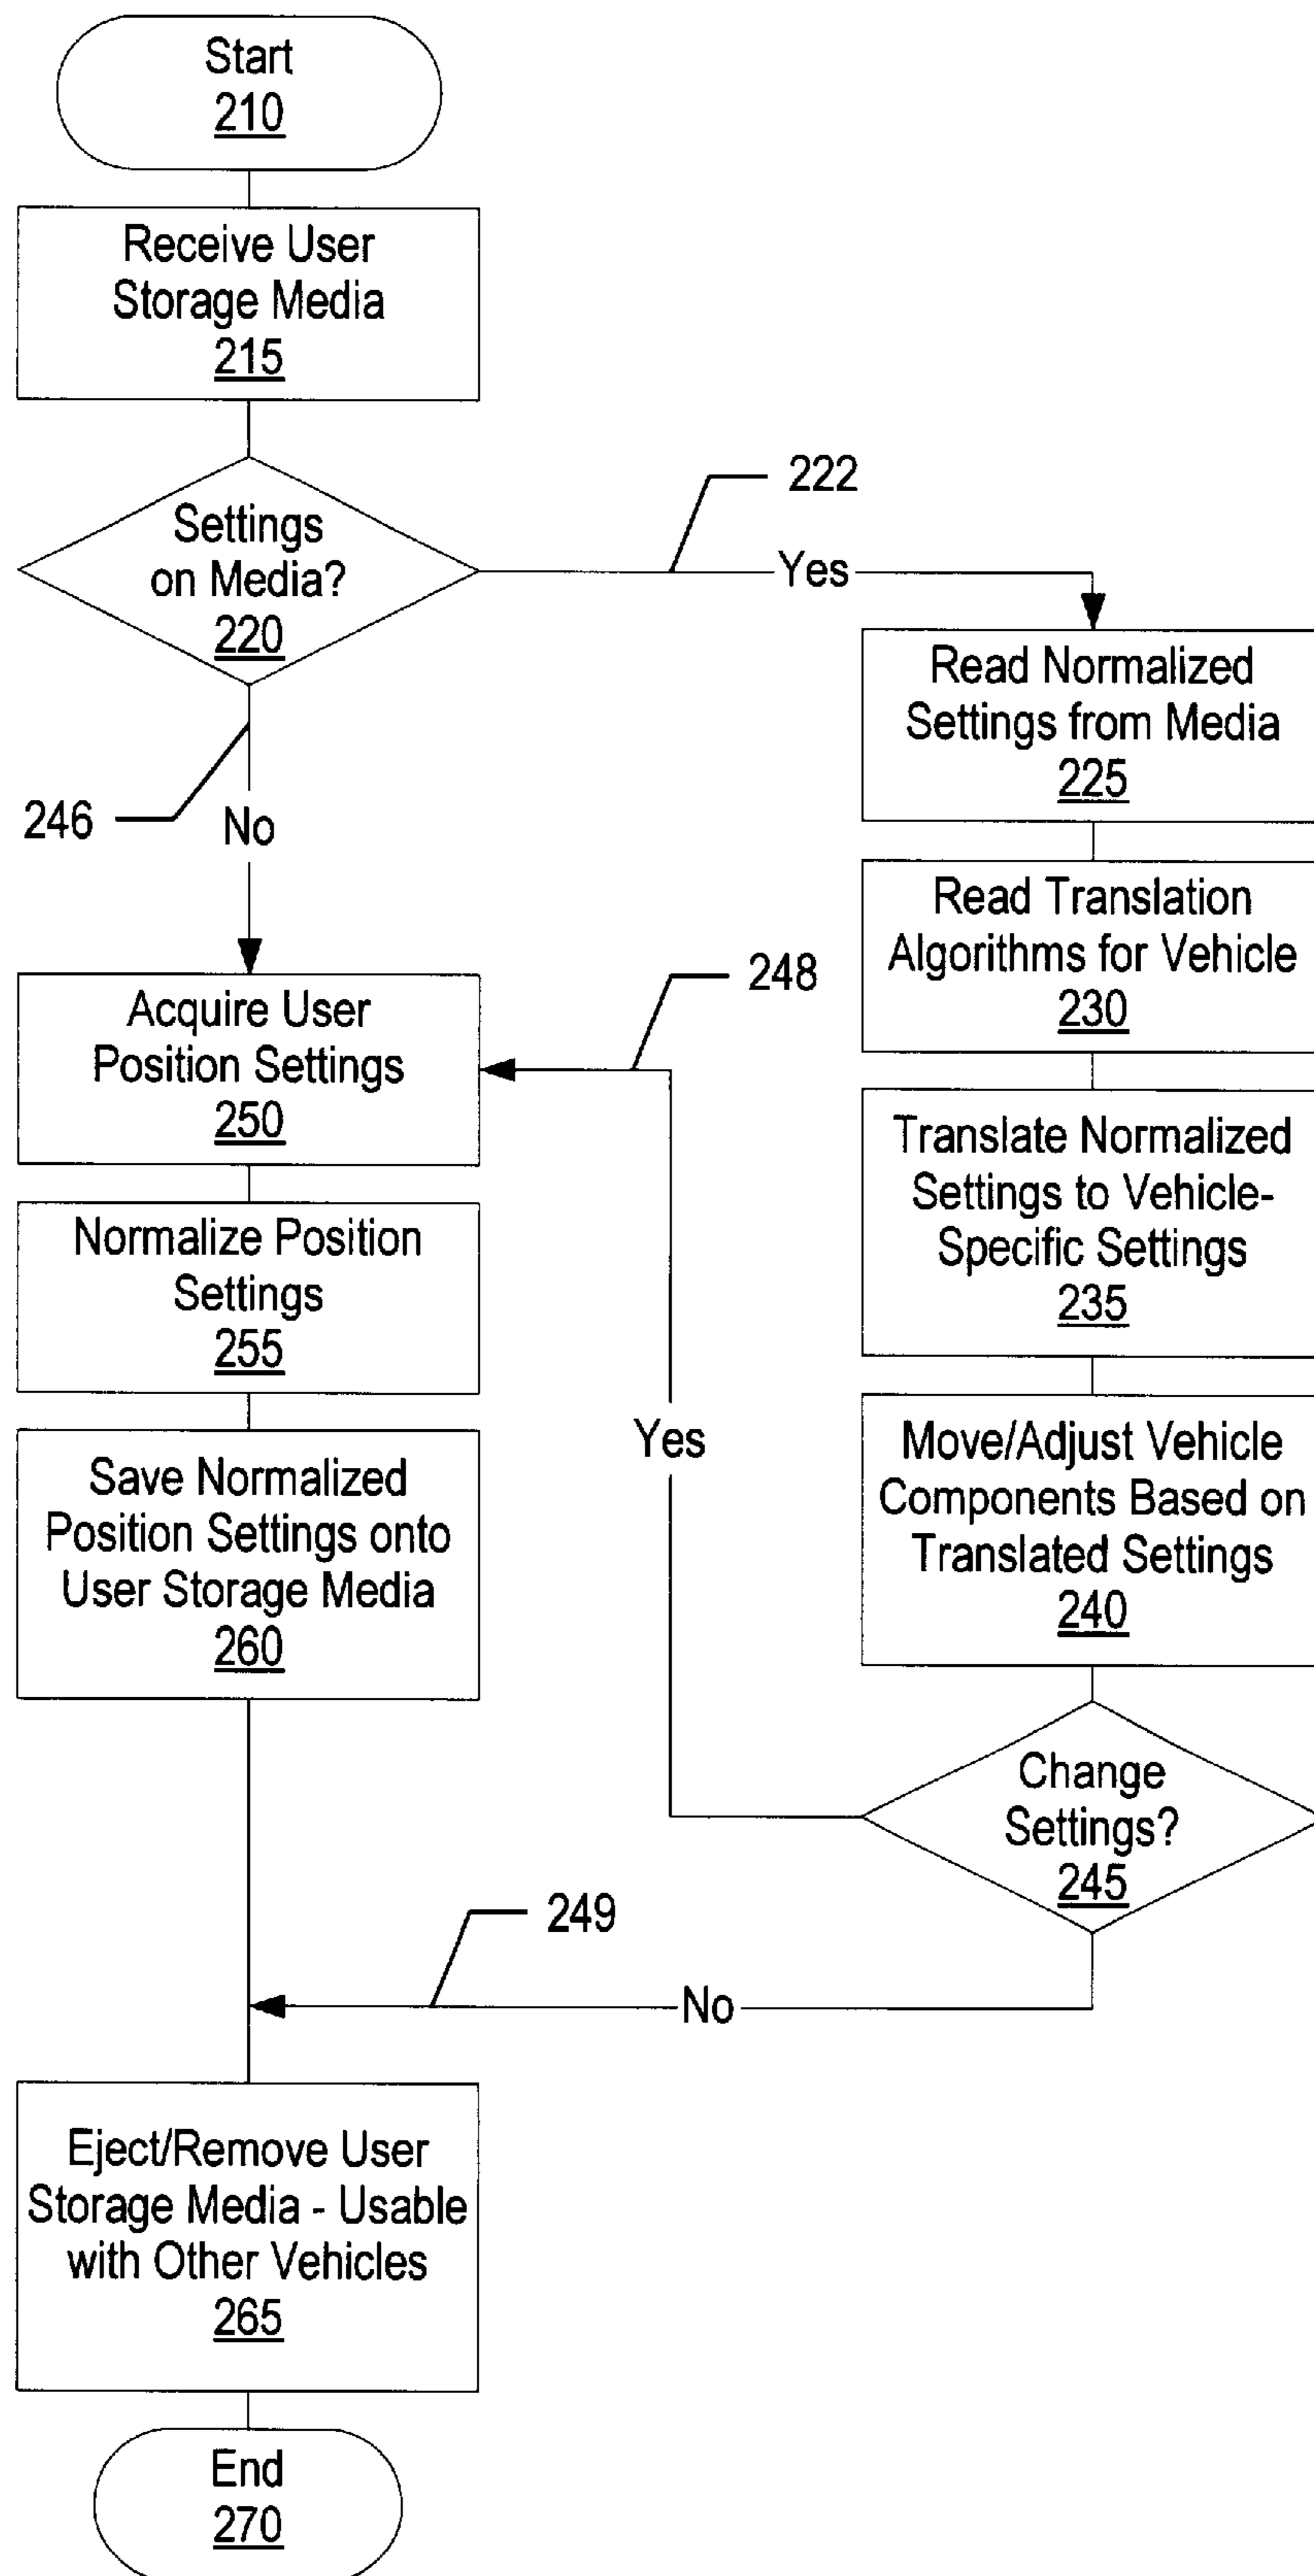 Start
210
Receive User
Storage Media
215
Settings
on Media?
220
222
Yes
Read Normalized
Settings from Media
225
246
No
Read Translation
Algorithms for Vehicle
230
248
Acquire User
Position Settings
250
Translate Normalized
Settings to Vehicle-
Specific Settings
235
Normalize Position
Settings
255
Yes
Move/Adjust Vehicle
Components Based on
Translated Settings
240
Save Normalized
Position Settings onto
User Storage Media
260
Change
Settings?
245
249
No
Eject/Remove User
Storage Media - Usable
with Other Vehicles
265
End
270